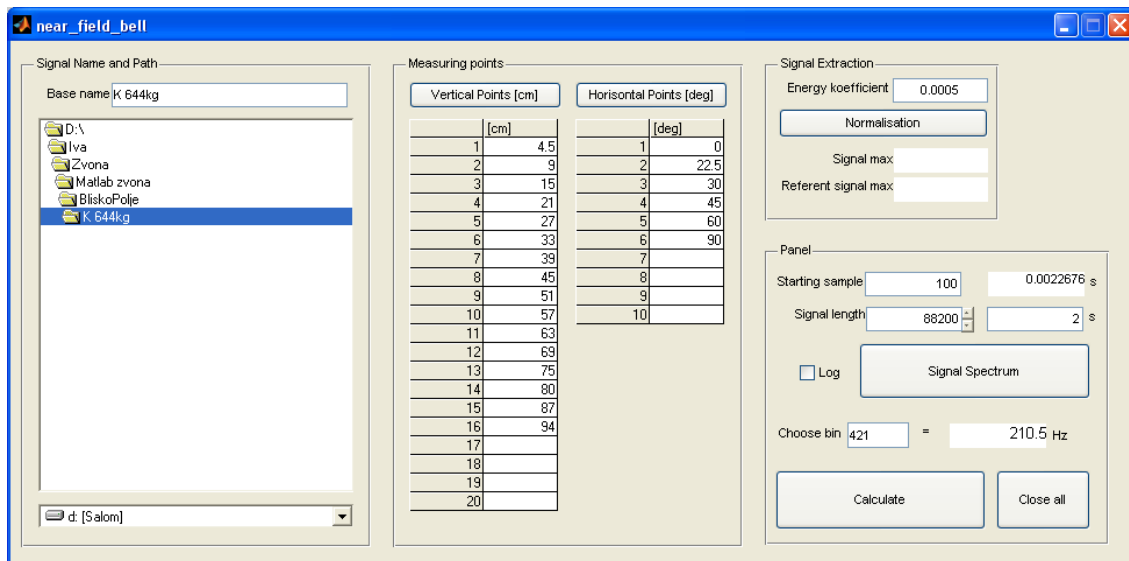 near_field_bell
Signal Name and Path
Base name K 644kg
D:\
Iva
Zvona
Matlab zvona
BliskoPolje
K 644kg
d: [Salom]
Measuring points
Vertical Points [cm] Horisontal Points [deg]
[cm] [deg]
1 4.5 1 0
2 9 2 22.5
3 15 3 30
4 21 4 45
5 27 5 60
6 33 6 90
7 39 7
8 45 8
9 51 9
10 57 10
11 63
12 69
13 75
14 80
15 87
16 94
17
18
19
20
Signal Extraction
Energy koefficient 0.0005
Normalisation
Signal max
Referent signal max
Panel
Starting sample 100 0.0022676 s
Signal length 88200 2 s
Log Signal Spectrum
Choose bin 421 = 210.5 Hz
Calculate Close all